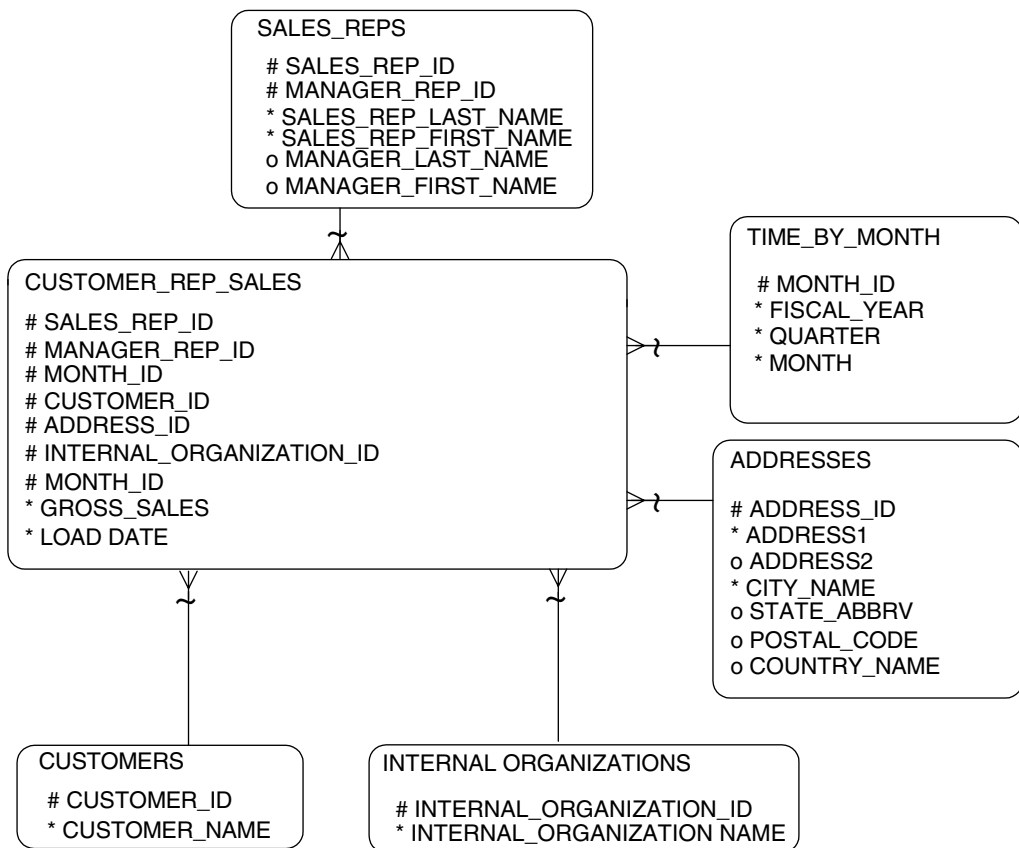 SALES_REPS
# SALES_REP_ID
# MANAGER_REP_ID
* SALES_REP_LAST_NAME
* SALES_REP_FIRST_NAME
o MANAGER_LAST_NAME
o MANAGER_FIRST_NAME
TIME_BY_MONTH
# MONTH_ID
* FISCAL_YEAR
* QUARTER
* MONTH
CUSTOMER_REP_SALES
# SALES_REP_ID
# MANAGER_REP_ID
# MONTH_ID
# CUSTOMER_ID
# ADDRESS_ID
# INTERNAL_ORGANIZATION_ID
# MONTH_ID
* GROSS_SALES
* LOAD DATE
ADDRESSES
# ADDRESS_ID
* ADDRESS1
o ADDRESS2
* CITY_NAME
o STATE_ABBRV
o POSTAL_CODE
o COUNTRY_NAME
CUSTOMERS
# CUSTOMER_ID
* CUSTOMER_NAME
INTERNAL ORGANIZATIONS
# INTERNAL_ORGANIZATION_ID
* INTERNAL_ORGANIZATION NAME